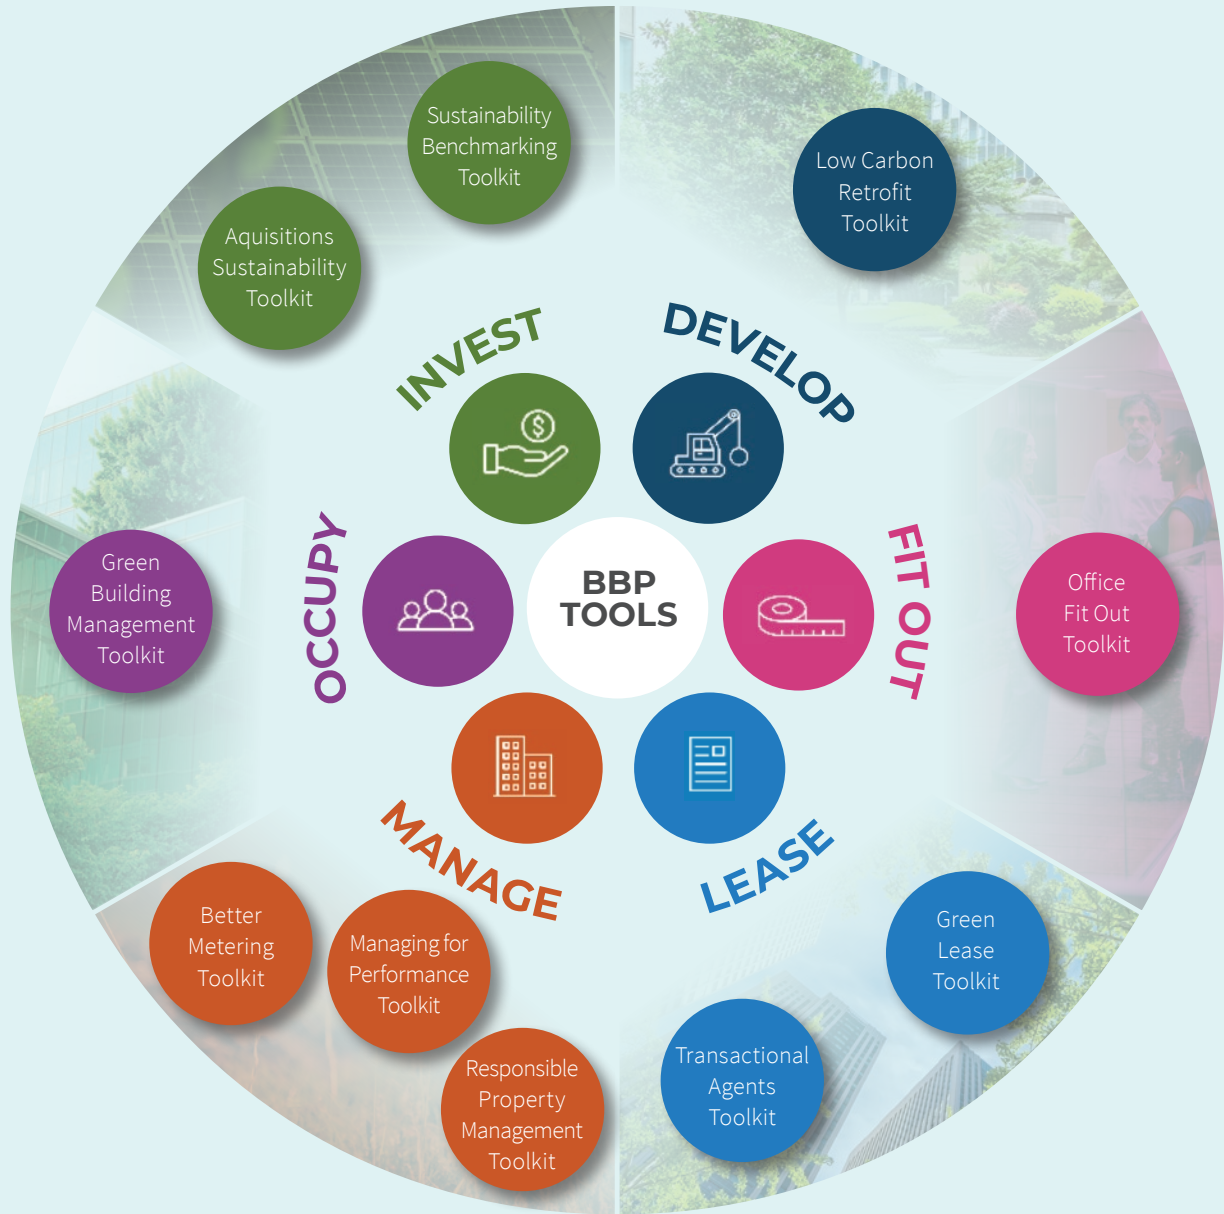 Sustainability
Benchmarking
Toolkit
Low Carbon
Retrofit
Toolkit
Aquisitions
Sustainability
Toolkit
INVEST
DEVELOP
$
OCCUPY
BBP
TOOLS
FIT OUT
Green
Building
Management
Toolkit
Office
Fit Out
Toolkit
MANAGE
LEASE
Better
Metering
Toolkit
Managing for
Performance
Toolkit
Responsible
Property
Management
Toolkit
Green
Lease
Toolkit
Transactional
Agents
Toolkit